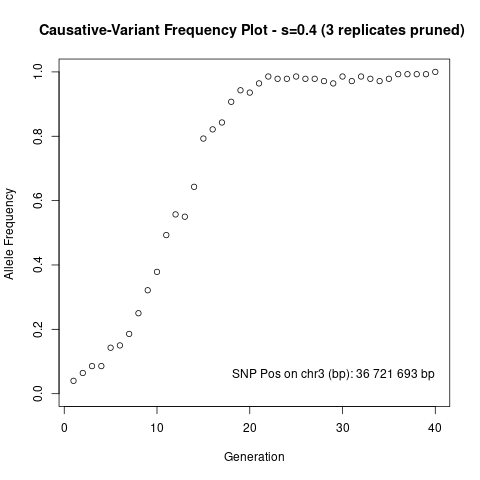 Causative-Variant Frequency Plot - s=0.4 (3 replicates pruned)
1.0
0.8
0.6
0.4
0.2
0.0
Allele Frequency
SNP Pos on chr3 (bp): 36 721 693 bp
0 10 20 30 40
Generation